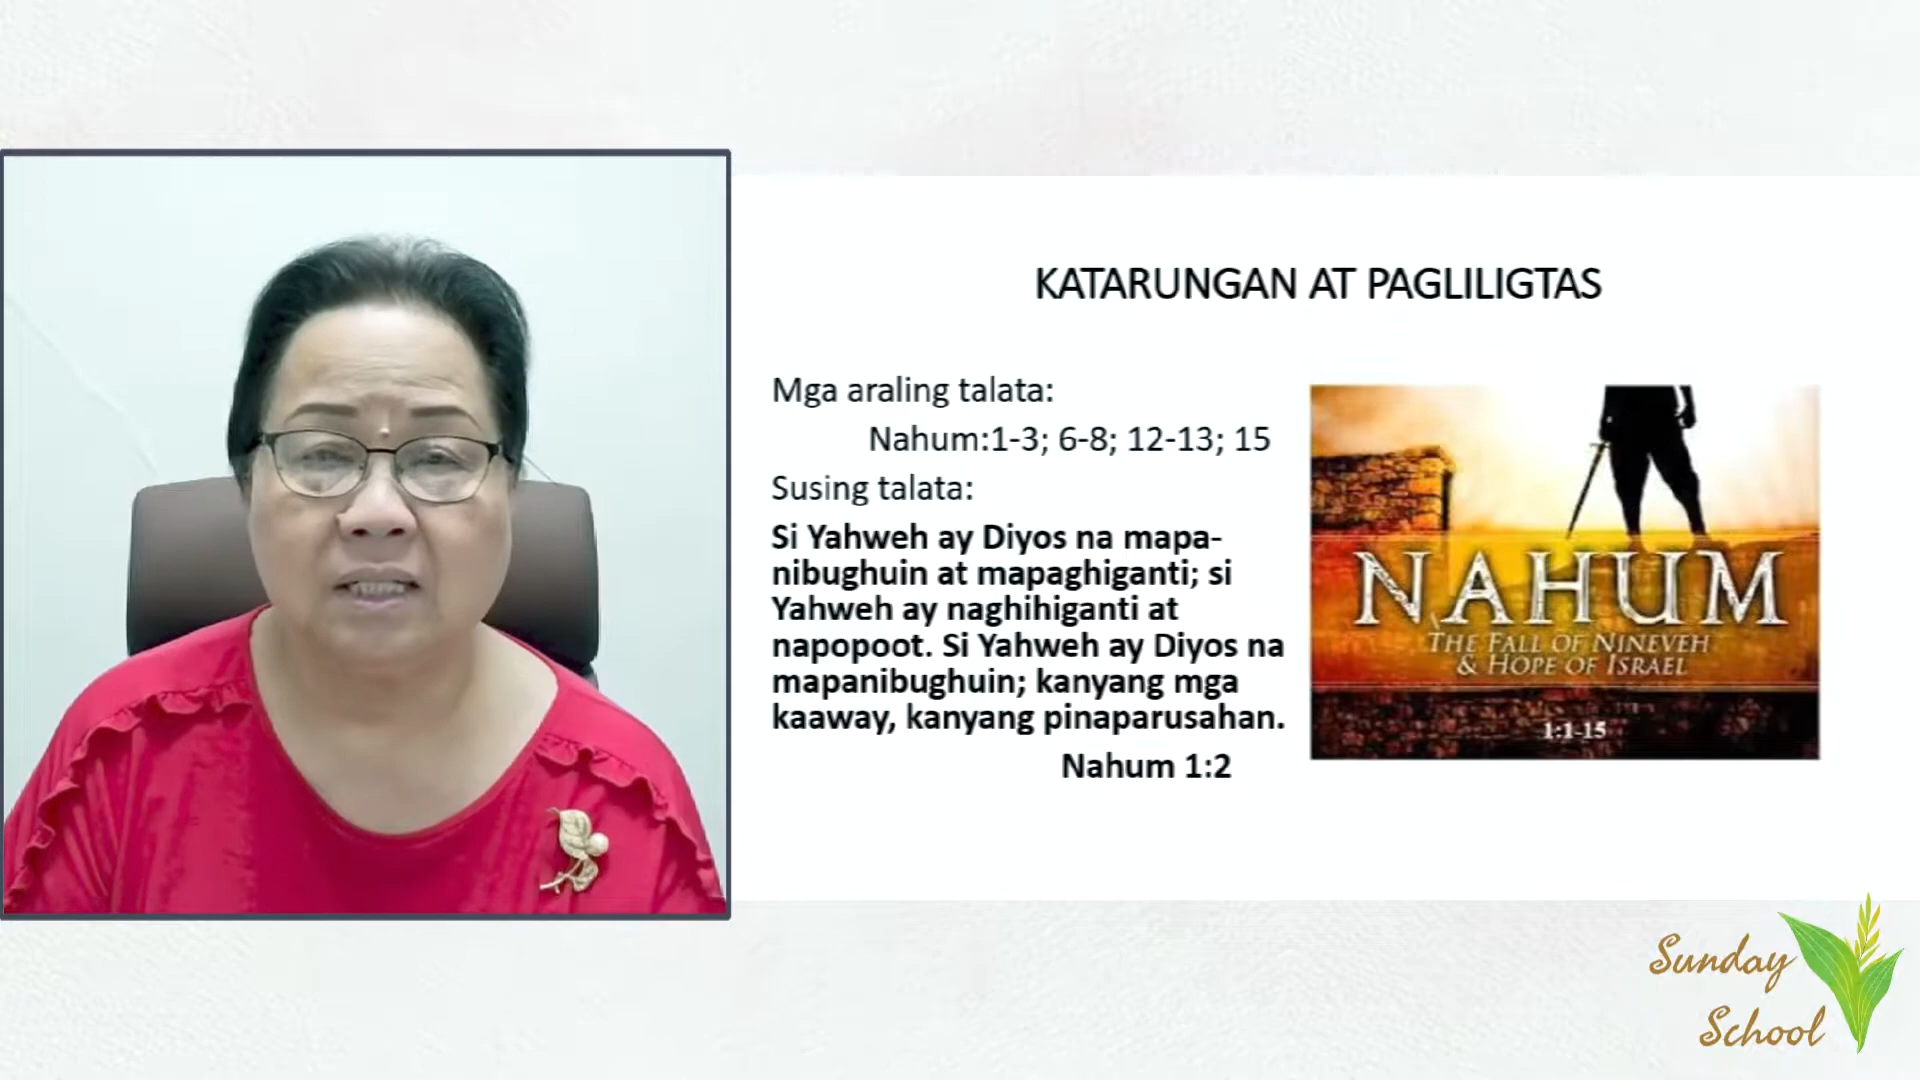 KATARUNGAN AT PAGLILIGTAS
Mga araling talata:
Nahum:1-3; 6-8; 12-13; 15
Susing talata:
Si Yahweh ay Diyos na mapa-
nibughuin at mapaghiganti; si
Yahweh ay naghihiganti at
napopoot. Si Yahweh ay Diyos na
mapanibughuin; kanyang mga
kaaway, kanyang pinaparusahan.
Nahum 1:2
NAHUM
THE FALL OF NINEVEH
& HOPE OF ISRAEL
1:1-15
Sunday
School